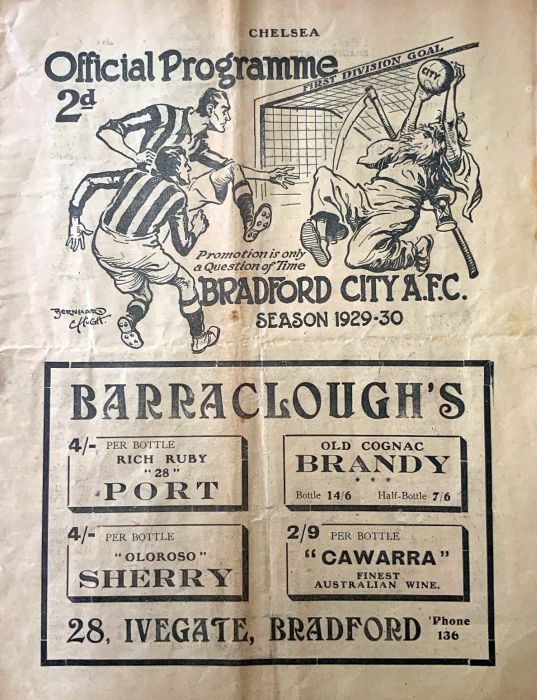 CHELSEA
Official Programme
2d
FIRST DIVISION GOAL
CITY
Promotion is only
a Question of Time
BRADFORD CITY A.F.C.
SEASON 1929-30
BERNHARD
HUGH.
BARRACLOUGH'S
4/- PER BOTTLE
RICH RUBY
"28"
PORT
OLD COGNAC
BRANDY
* * *
Bottle 14/6 Half-Bottle 7/6
4/- PER BOTTLE
"OLOROSO"
SHERRY
2/9 PER BOTTLE
"CAWARRA"
FINEST
AUSTRALIAN WINE.
28, IVEGATE, BRADFORD 'Phone
136